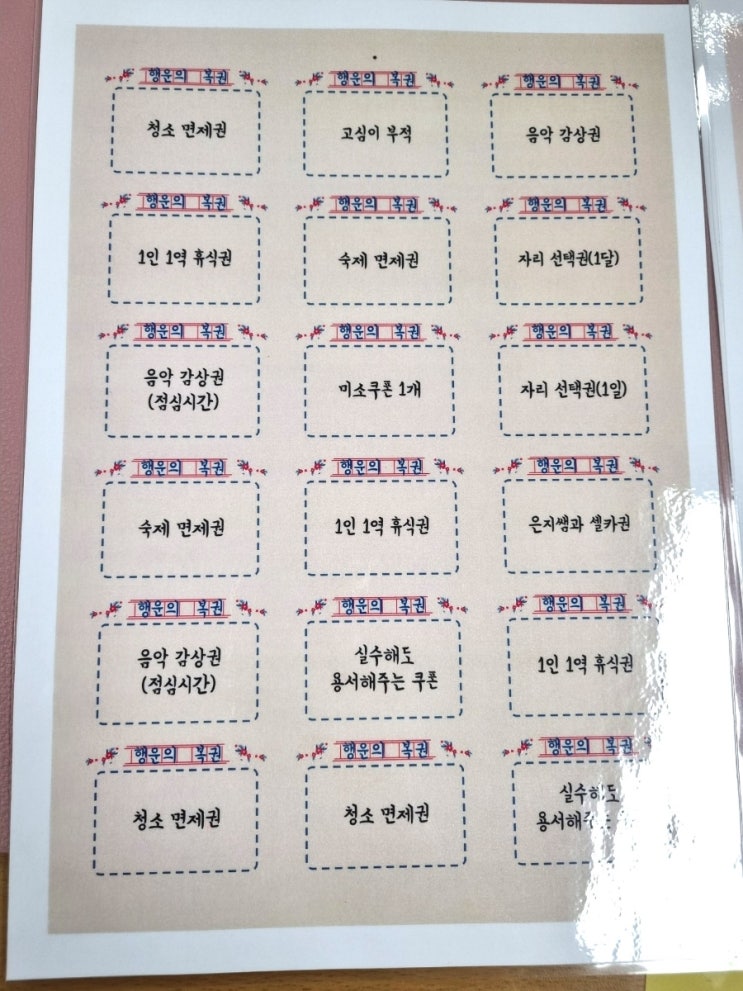 행운의 복권
청소 면제권
행운의 복권
고심이 부적
행운의 복권
음악 감상권
행운의 복권
1인 1역 휴식권
행운의 복권
숙제 면제권
행운의 복권
자리 선택권(1달)
행운의 복권
음악 감상권
(점심시간)
행운의 복권
미소쿠폰 1개
행운의 복권
자리 선택권(1일)
행운의 복권
숙제 면제권
행운의 복권
1인 1역 휴식권
행운의 복권
은지쌤과 셀카권
행운의 복권
음악 감상권
(점심시간)
행운의 복권
실수해도
용서해주는 쿠폰
행운의 복권
1인 1역 휴식권
행운의 복권
청소 면제권
행운의 복권
청소 면제권
행운의 복권
실수해도